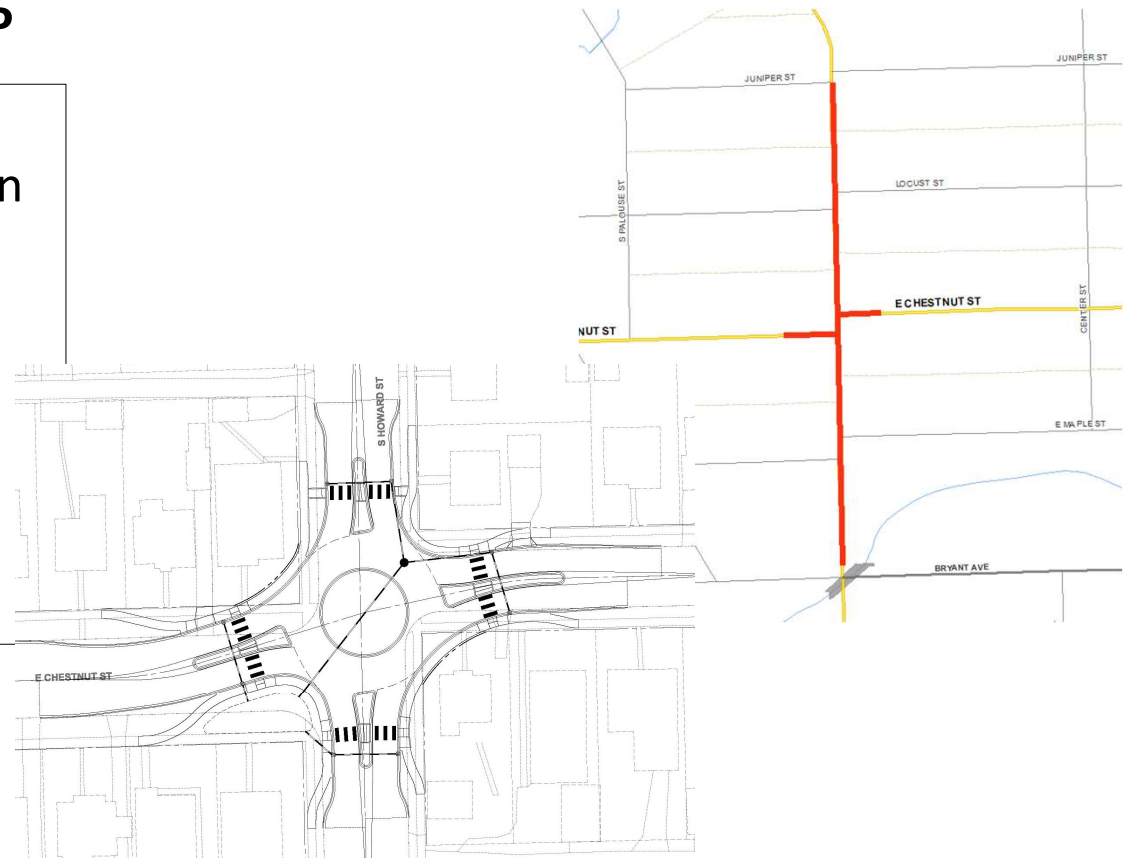 n
JUNIPER ST
JUNIPER ST
S PALOUSE ST
LOCUST ST
E CHESTNUT ST
CENTER ST
NUT ST
E MAPLE ST
BRYANT AVE
S HOWARD ST
E CHESTNUT ST